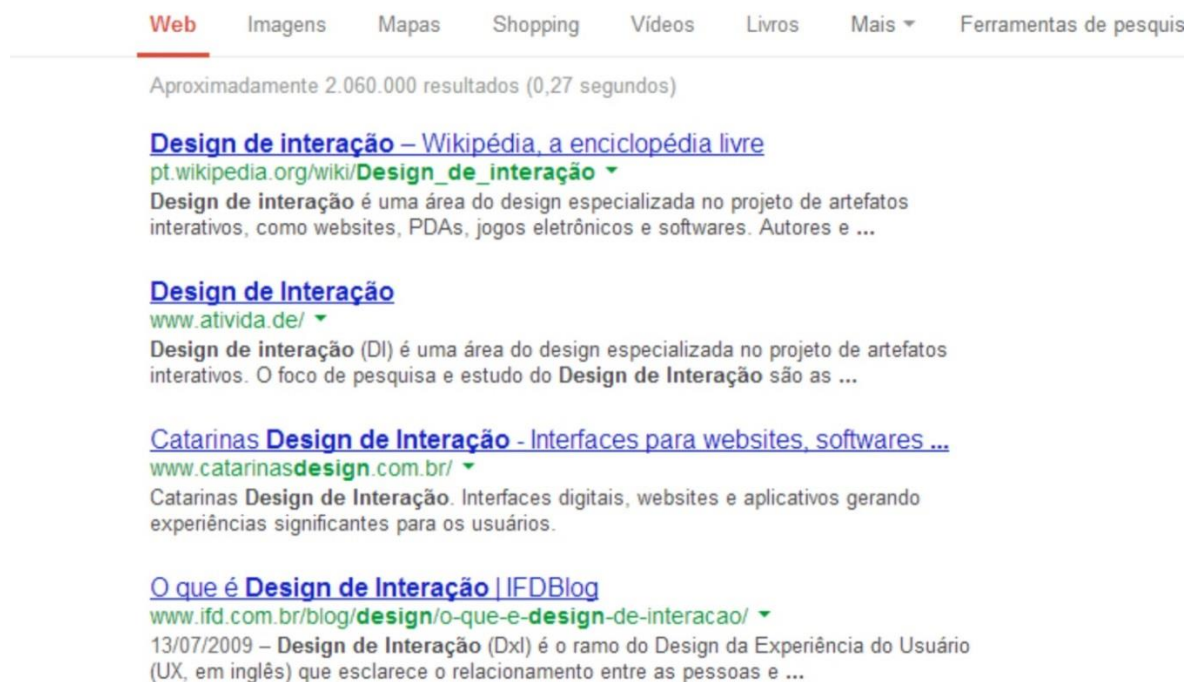 Web Imagens Mapas Shopping Vídeos Livros Mais Ferramentas de pesquis
Aproximadamente 2.060.000 resultados (0,27 segundos)
Design de interação – Wikipédia, a enciclopédia livre
pt.wikipedia.org/wiki/Design_de_interação
Design de interação é uma área do design especializada no projeto de artefatos
interativos, como websites, PDAs, jogos eletrônicos e softwares. Autores e ...
Design de Interação
www.ativida.de/
Design de interação (DI) é uma área do design especializada no projeto de artefatos
interativos. O foco de pesquisa e estudo do Design de Interação são as ...
Catarinas Design de Interação - Interfaces para websites, softwares ...
www.catarinasdesign.com.br/
Catarinas Design de Interação. Interfaces digitais, websites e aplicativos gerando
experiências significantes para os usuários.
O que é Design de Interação | IFDBlog
www.ifd.com.br/blog/design/o-que-e-design-de-interacao/
13/07/2009 – Design de Interação (DxI) é o ramo do Design da Experiência do Usuário
(UX, em inglês) que esclarece o relacionamento entre as pessoas e ...